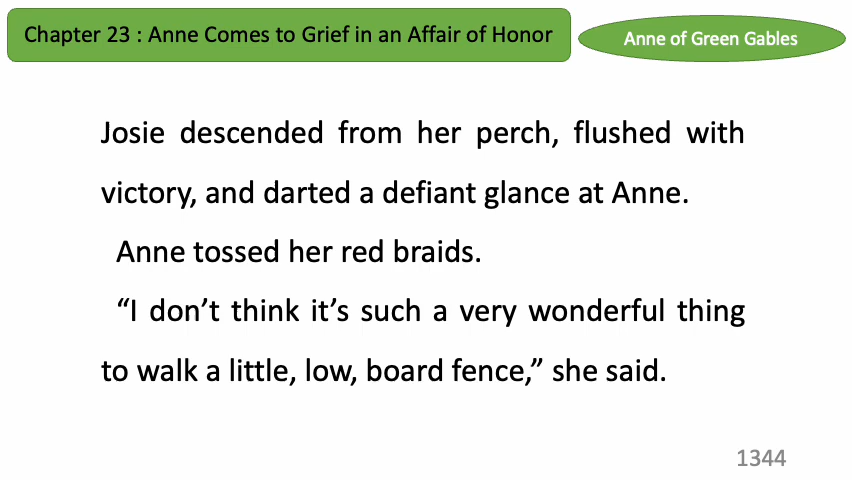 Chapter 23 : Anne Comes to Grief in an Affair of Honor
Anne of Green Gables
Josie descended from her perch, flushed with
victory, and darted a defiant glance at Anne.
Anne tossed her red braids.
“I don’t think it’s such a very wonderful thing
to walk a little, low, board fence,” she said.
1344